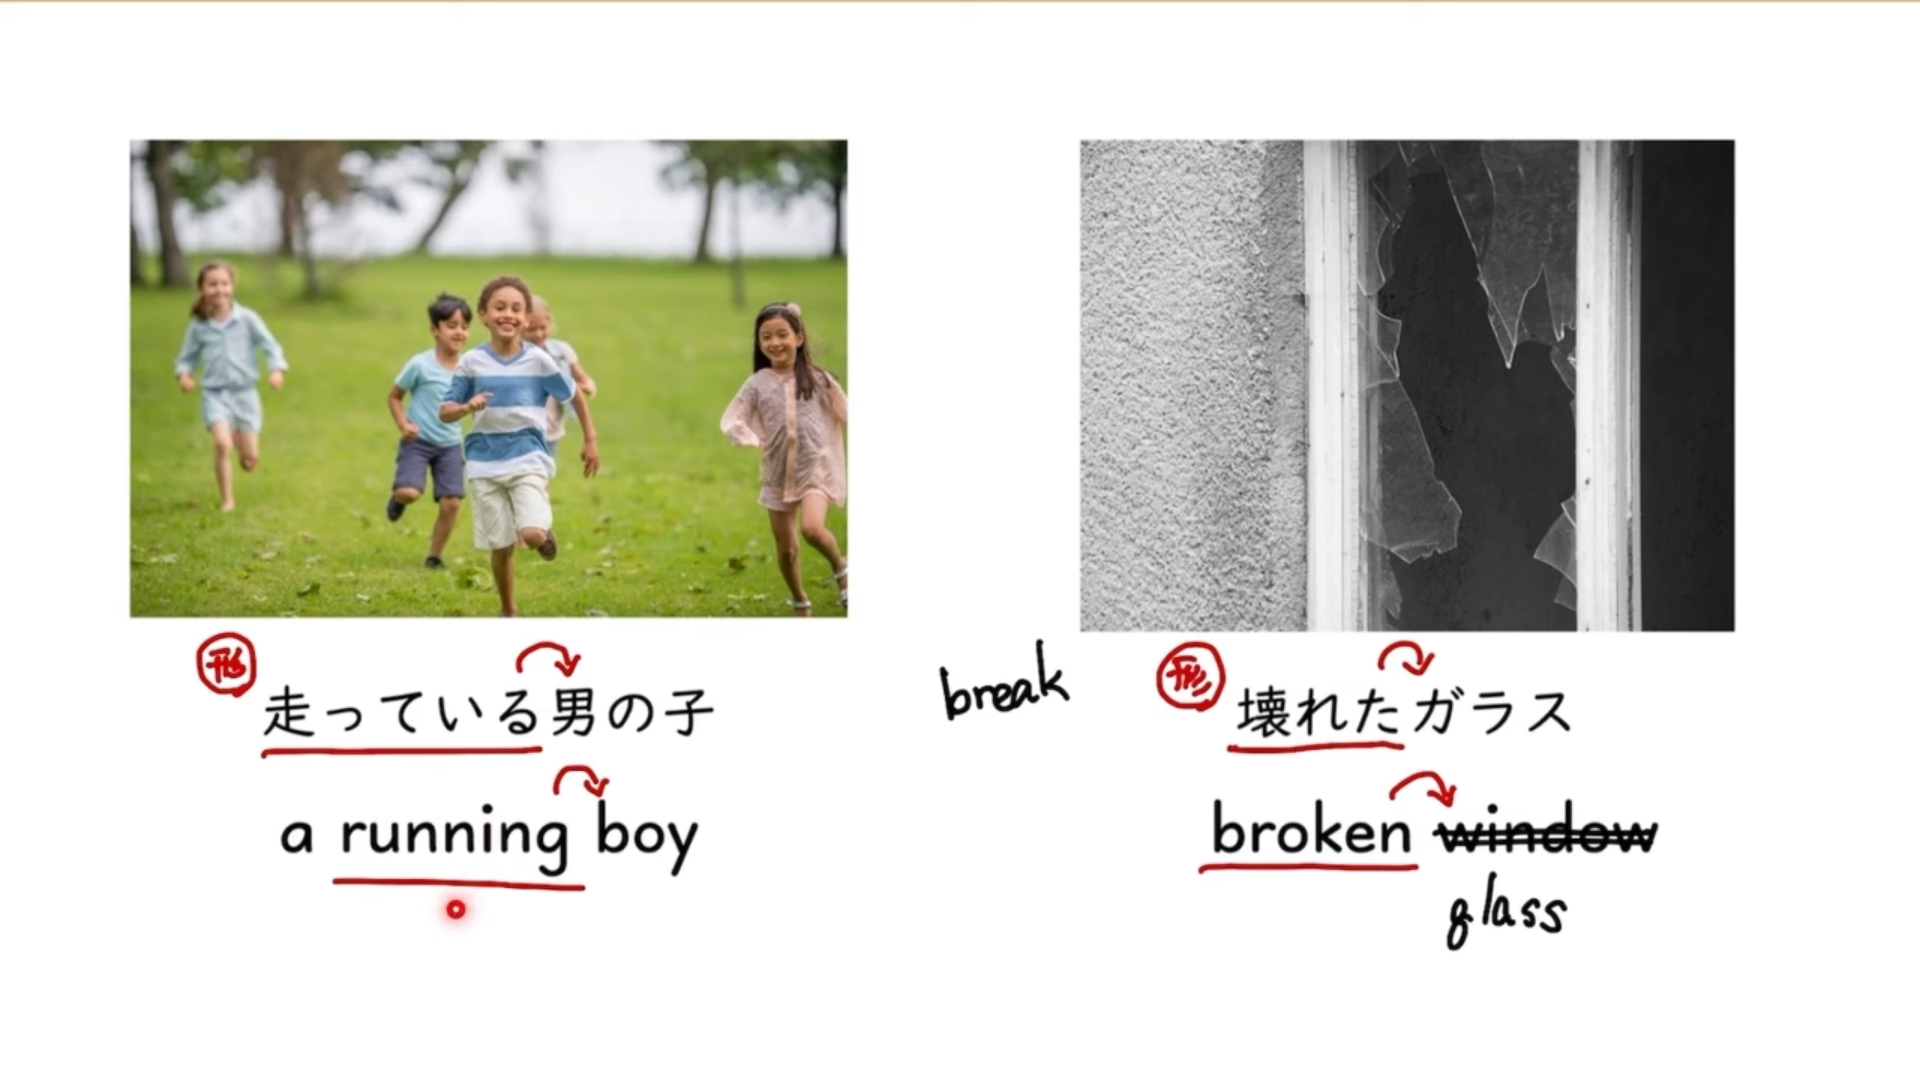 形
走っている男の子
a running boy
break
形
壊れたガラス
broken window
glass